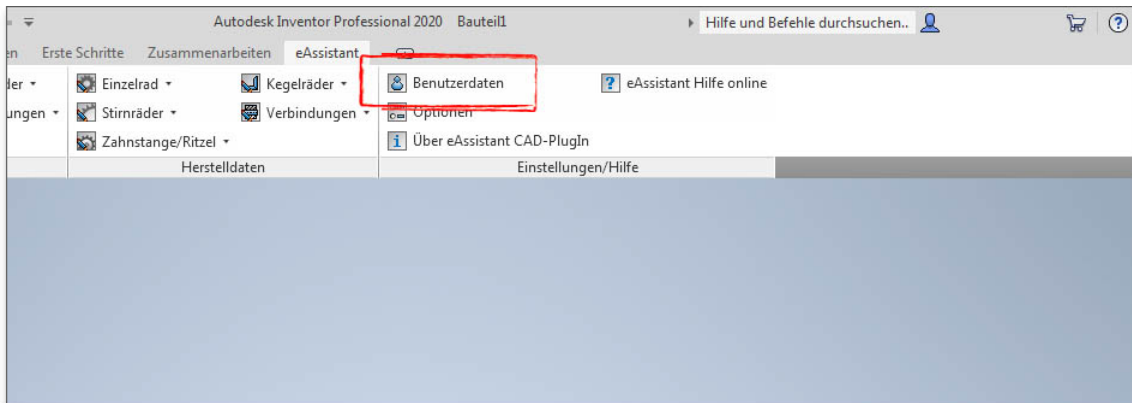 Autodesk Inventor Professional 2020 Bauteil1 Hilfe und Befehle durchsuchen..
Erste Schritte Zusammenarbeiten eAssistant
Einzelrad Kegelräder Benutzerdaten eAssistant Hilfe online
Stirnräder Verbindungen Optionen
Zahnstange/Ritzel Über eAssistant CAD-PlugIn
Herstelldaten Einstellungen/Hilfe